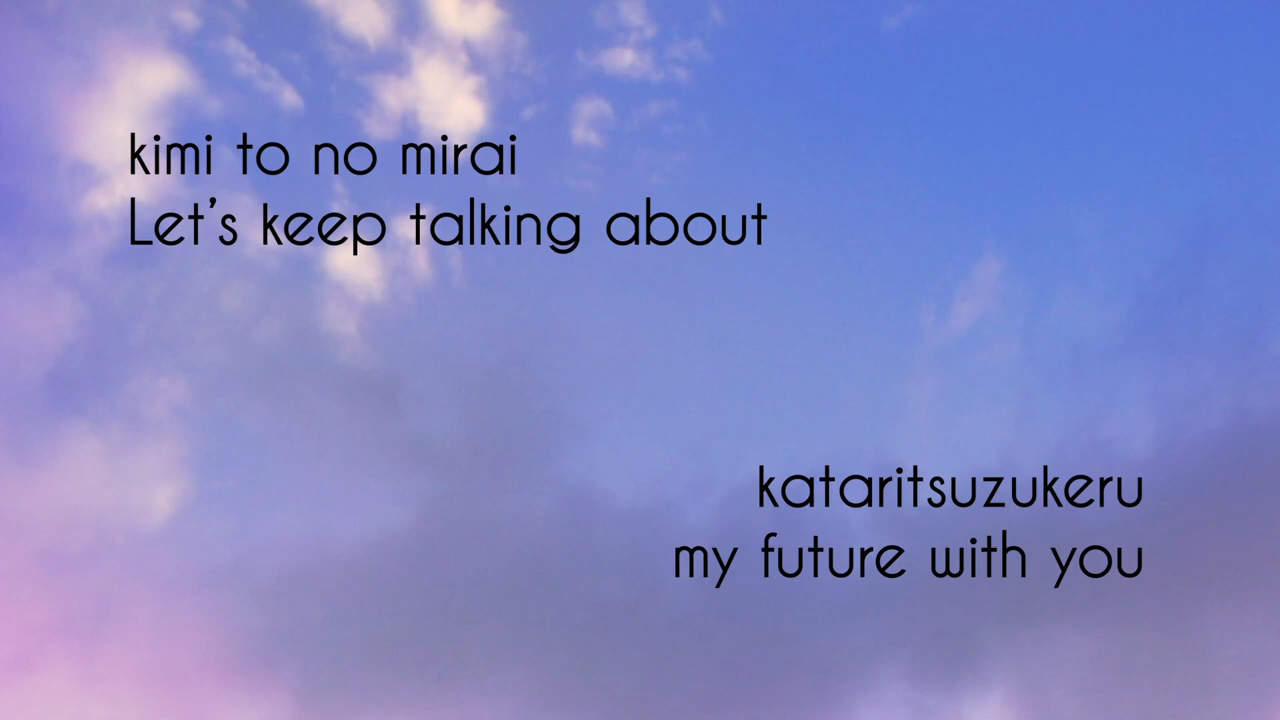 kimi to no mirai
Let's keep talking about
kataritsuzukeru
my future with you